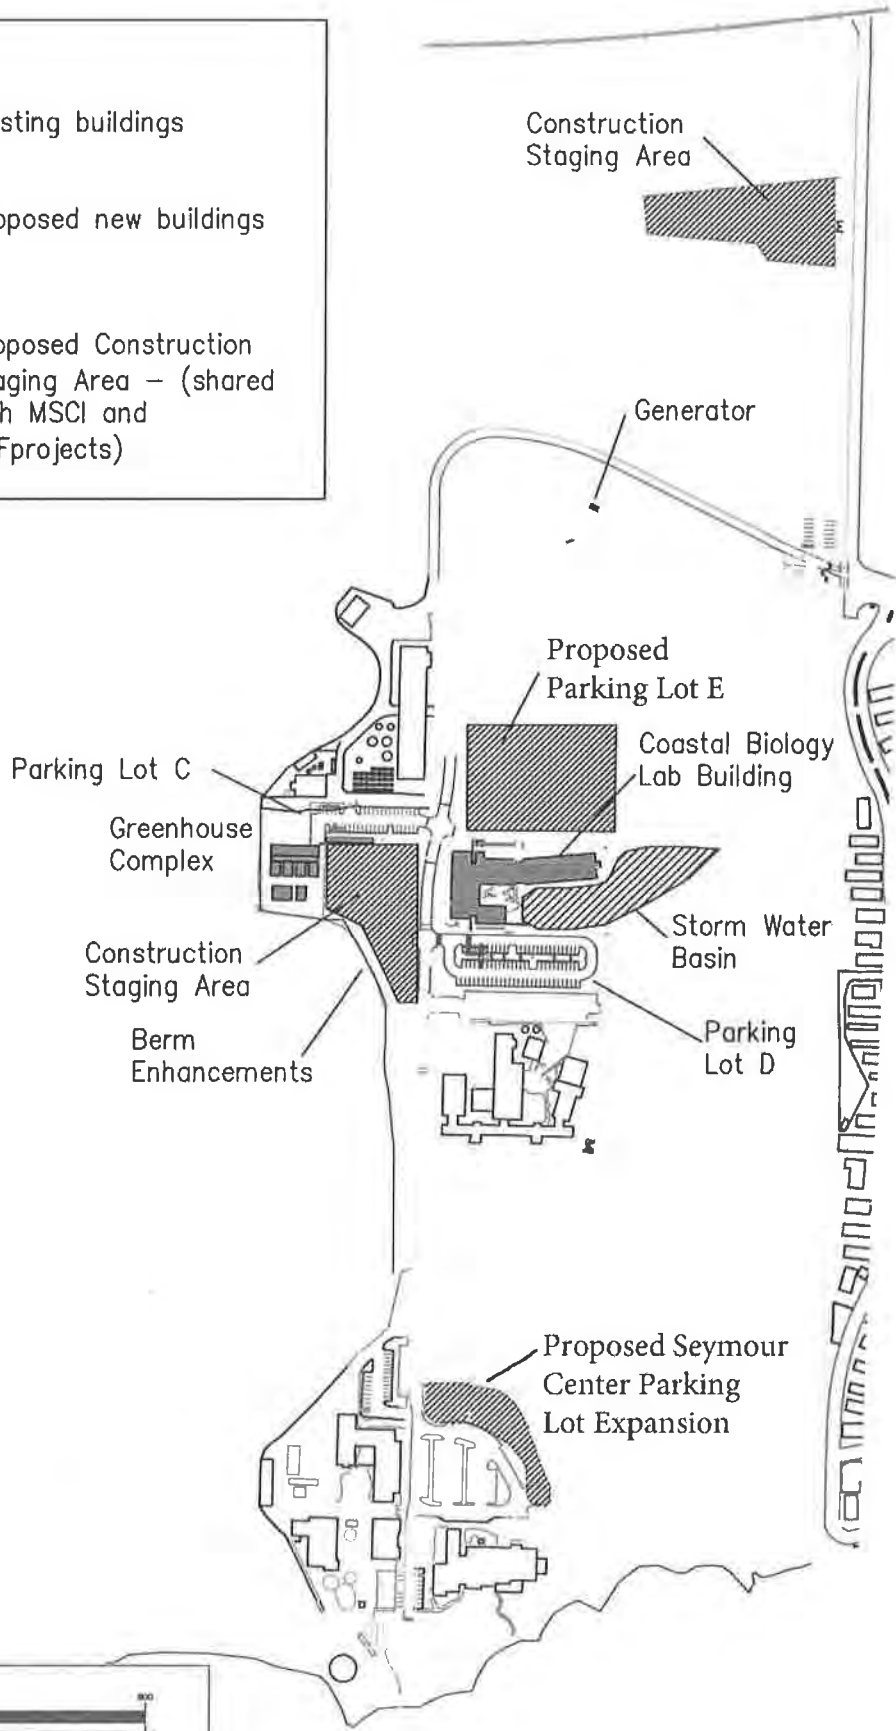 sting buildings
oposed new buildings
oposed Construction
aging Area – (shared
h MSCI and
Fprojects)
Construction
Staging Area
Generator
Proposed
Parking Lot E
Coastal Biology
Lab Building
Parking Lot C
Greenhouse
Complex
Storm Water
Basin
Construction
Staging Area
Parking
Lot D
Berm
Enhancements
Proposed Seymour
Center Parking
Lot Expansion
800